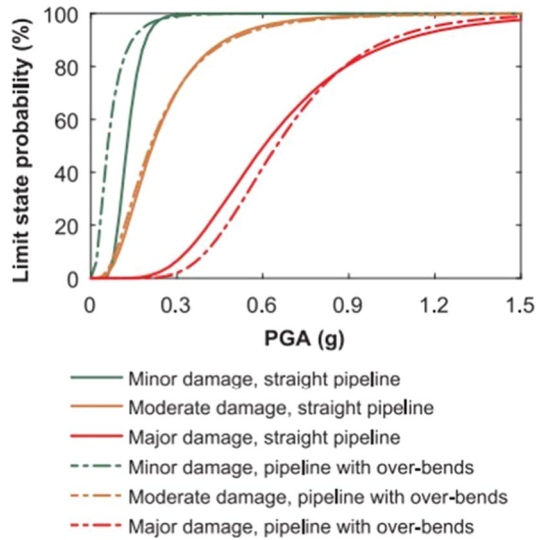 Limit state probability (%)
100
80
60
40
20
0
0 0.3 0.6 0.9 1.2 1.5
PGA (g)
Minor damage, straight pipeline
Moderate damage, straight pipeline
Major damage, straight pipeline
Minor damage, pipeline with over-bends
Moderate damage, pipeline with over-bends
Major damage, pipeline with over-bends